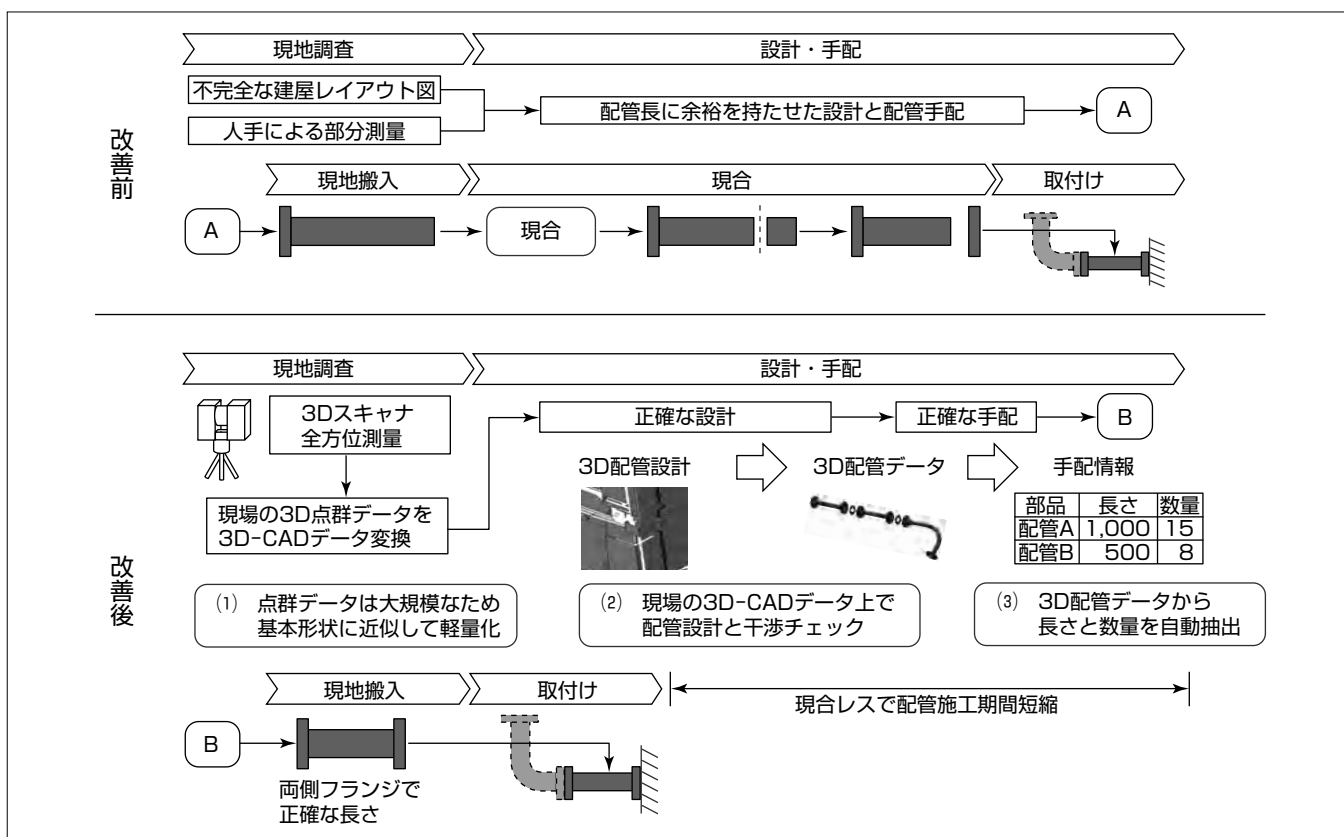 改善前
現地調査
設計・手配
不完全な建屋レイアウト図
人手による部分測量
配管長に余裕を持たせた設計と配管手配
A
現地搬入
現合
取付け
A
現合
改善後
現地調査
設計・手配
3Dスキャナ
全方位測量
正確な設計
正確な手配
B
現場の3D点群データを
3D-CADデータ変換
3D配管設計
3D配管データ
手配情報
部品 長さ 数量
配管A 1,000 15
配管B 500 8
(1) 点群データは大規模なため
基本形状に近似して軽量化
(2) 現場の3D-CADデータ上で
配管設計と干渉チェック
(3) 3D配管データから
長さと数量を自動抽出
現地搬入
取付け
現合レスで配管施工期間短縮
B
両側フランジで
正確な長さ